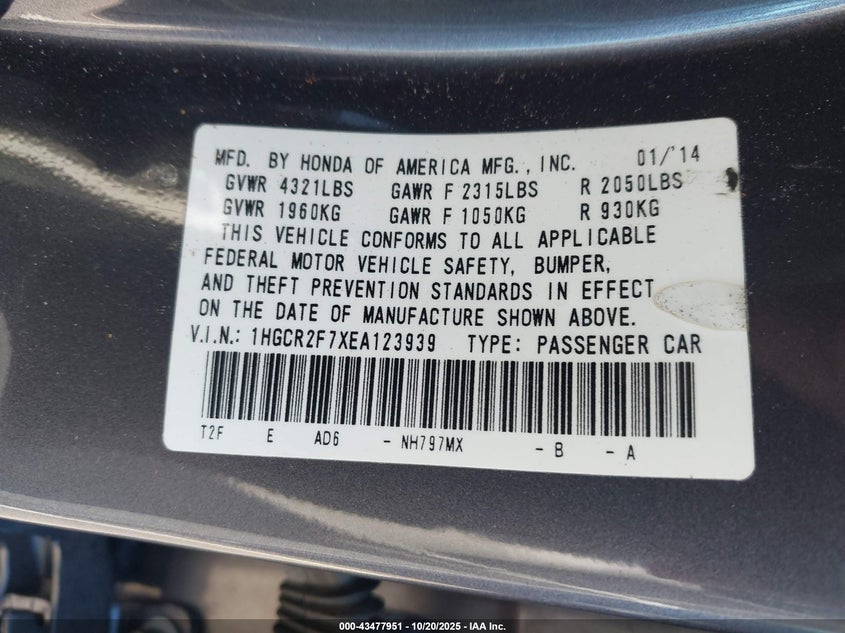 MFD. BY HONDA OF AMERICA MFG., INC. 01/'14
GVWR 4321LBS GAWR F 2315LBS R 2050LBS
GVWR 1960KG GAWR F 1050KG R 930KG
THIS VEHICLE CONFORMS TO ALL APPLICABLE
FEDERAL MOTOR VEHICLE SAFETY, BUMPER,
AND THEFT PREVENTION STANDARDS IN EFFECT
ON THE DATE OF MANUFACTURE SHOWN ABOVE.
V.I.N.: 1HGCR2F7XEA123939 TYPE: PASSENGER CAR
T2F E AD6 - NH797MX - B - A
000-43477951 | 10/20/2025 - IAA Inc.